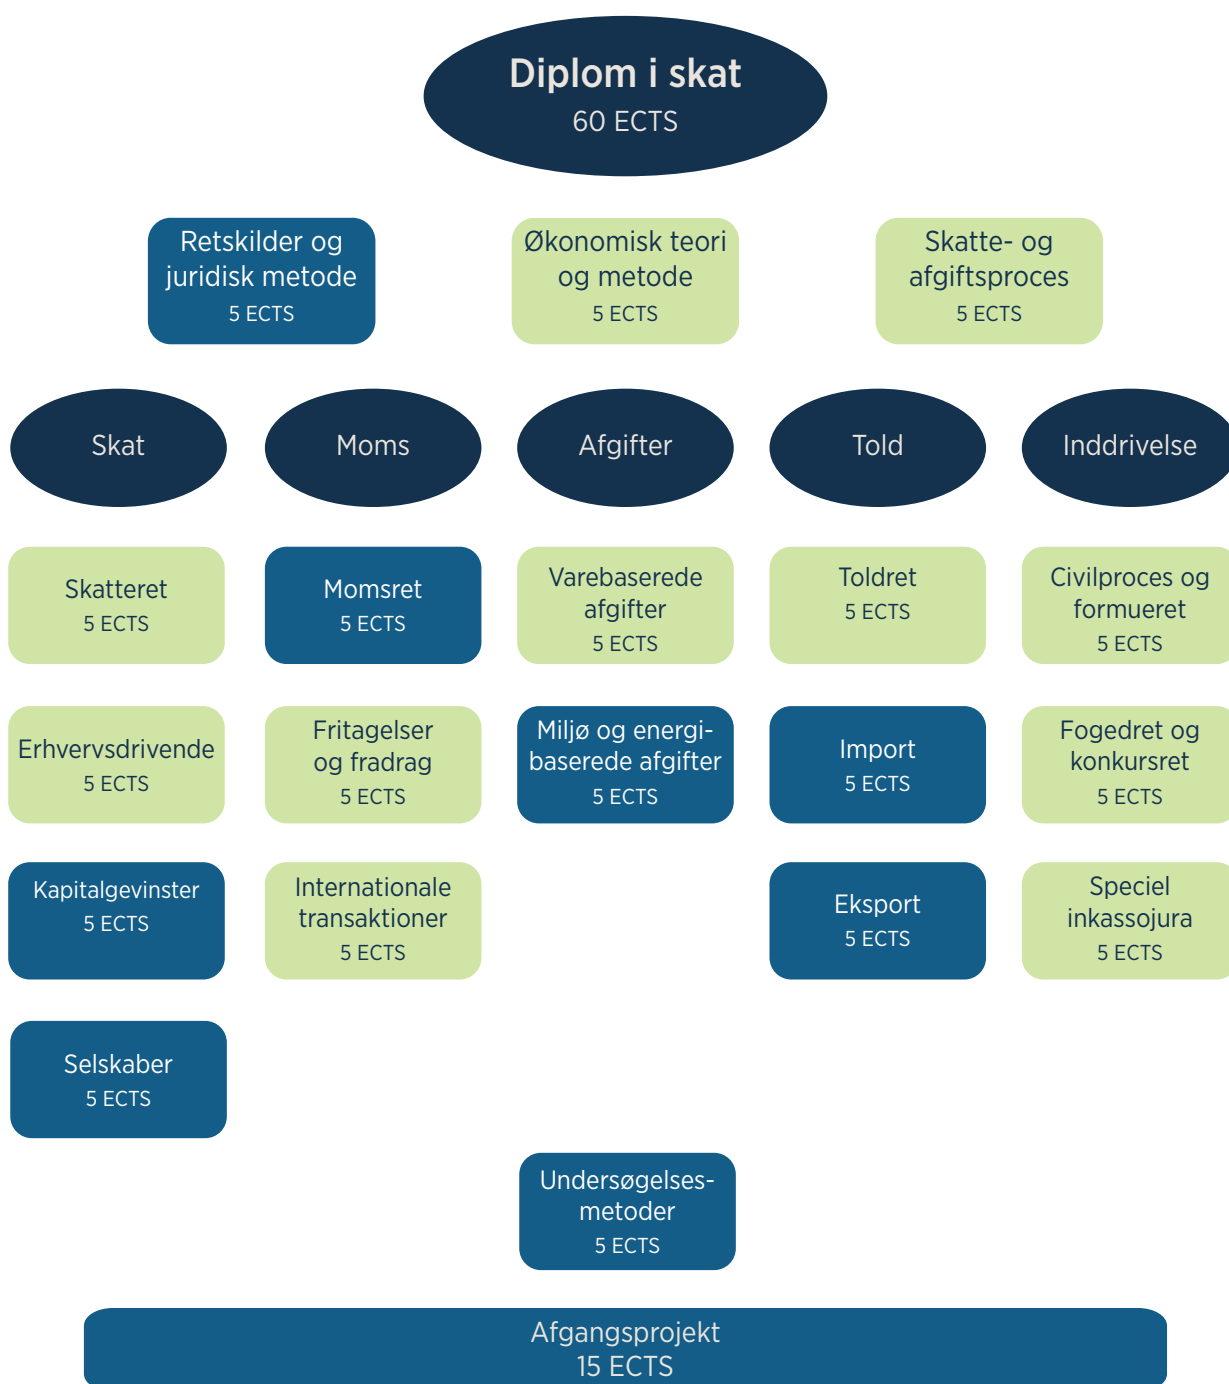 Diplom i skat
60 ECTS
Retskilder og
juridisk metode
5 ECTS
Økonomisk teori
og metode
5 ECTS
Skatte- og
afgiftsproces
5 ECTS
Skat
Moms
Afgifter
Told
Inddrivelse
Skatteret
5 ECTS
Momsret
5 ECTS
Varebaserede
afgifter
5 ECTS
Toldret
5 ECTS
Civilproces og
formueret
5 ECTS
Erhvervsdrivende
5 ECTS
Fritagelser
og fradrag
5 ECTS
Miljø og energi-
baserede afgifter
5 ECTS
Import
5 ECTS
Fogedret og
konkursret
5 ECTS
Kapitalgevinster
5 ECTS
Internationale
transaktioner
5 ECTS
Eksport
5 ECTS
Speciel
inkassojura
5 ECTS
Selskaber
5 ECTS
Undersøgelses-
metoder
5 ECTS
Afgangsprojekt
15 ECTS